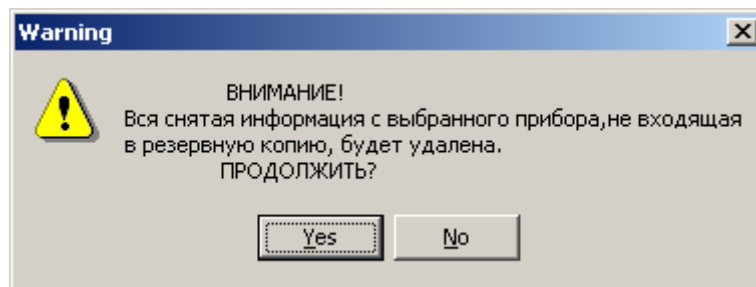 Warning
ВНИМАНИЕ!
Вся снятая информация с выбранного прибора,не входящая
в резервную копию, будет удалена.
ПРОДОЛЖИТЬ?
Yes No